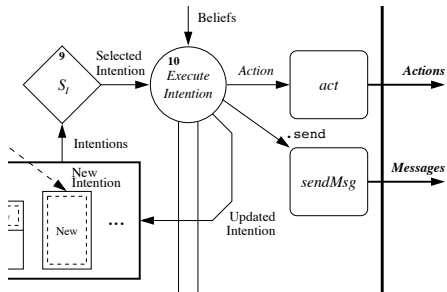 Beliefs
9
Selected
Intention
S_I
10
Execute
Intention
Action
act
Actions
.send
Intentions
sendMsg
Messages
New
Intention
New
...
Updated
Intention